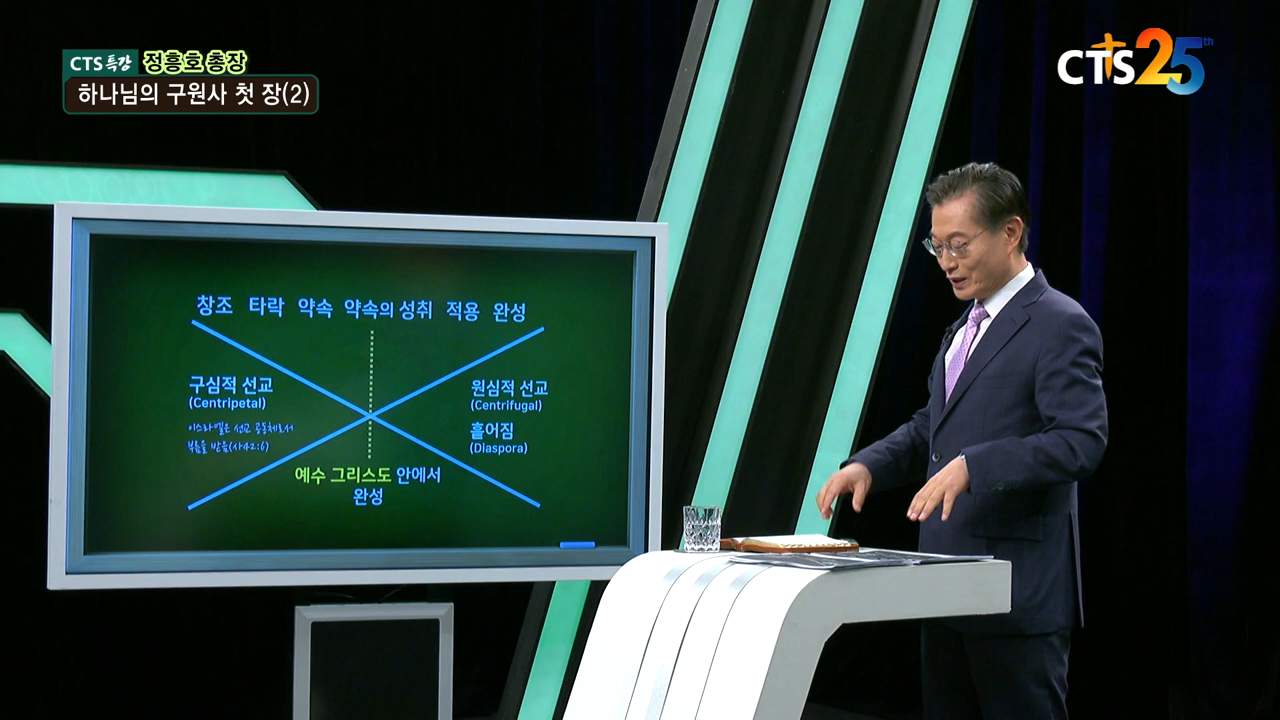 CTS 특강 정흥호 총장
하나님의 구원사 첫 장(2)
CTS25th
창조 타락 약속 약속의 성취 적용 완성
구심적 선교
(Centripetal)
이스라엘은 선교 공동체로서
부름을 받음(사42:6)
원심적 선교
(Centrifugal)
흩어짐
(Diaspora)
예수 그리스도 안에서
완성